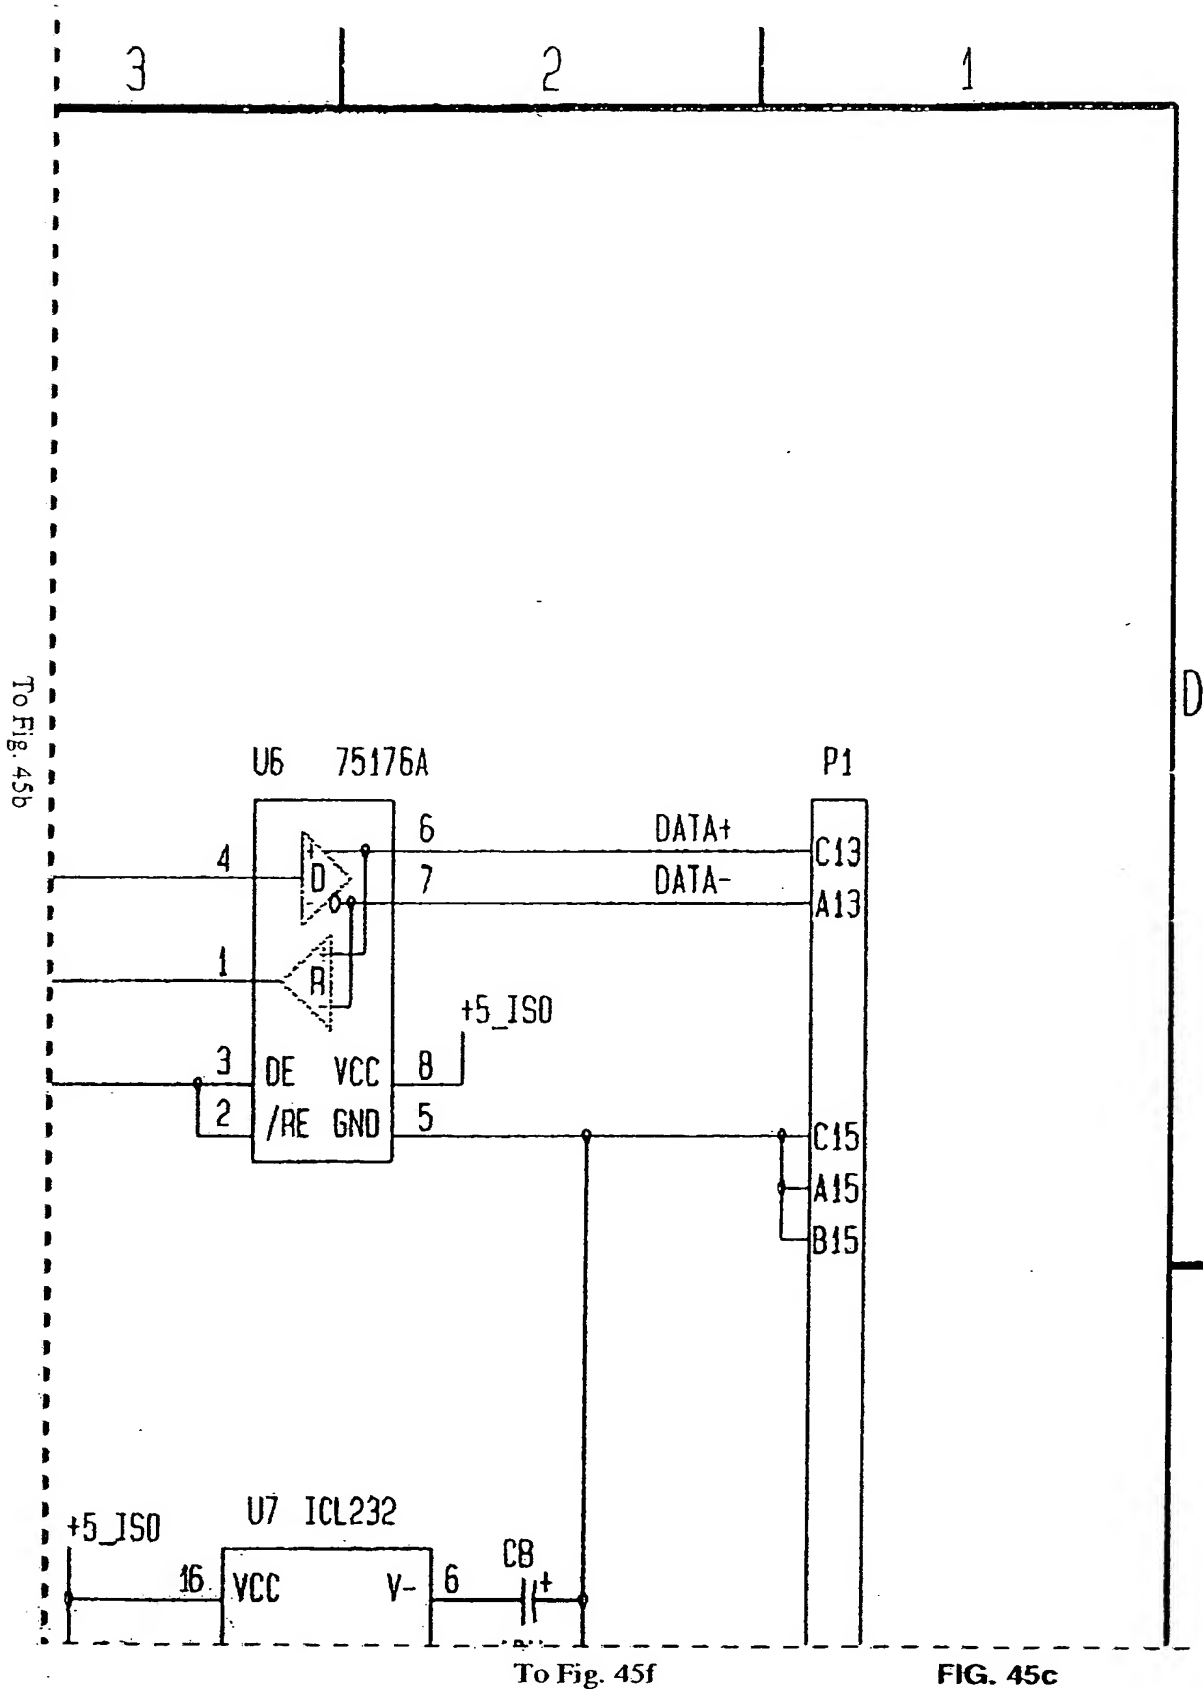 3 2 1
D
To Fig. 45b
U6 75176A
P1
4
+
D
-
6
DATA+
C13
7
DATA-
A13
1
R
+
-
+5_ISO
3 DE VCC 8
2 /RE GND 5
C15
A15
B15
U7 ICL232
+5_ISO
C8
16 VCC V- 6 +
To Fig. 45f
FIG. 45c